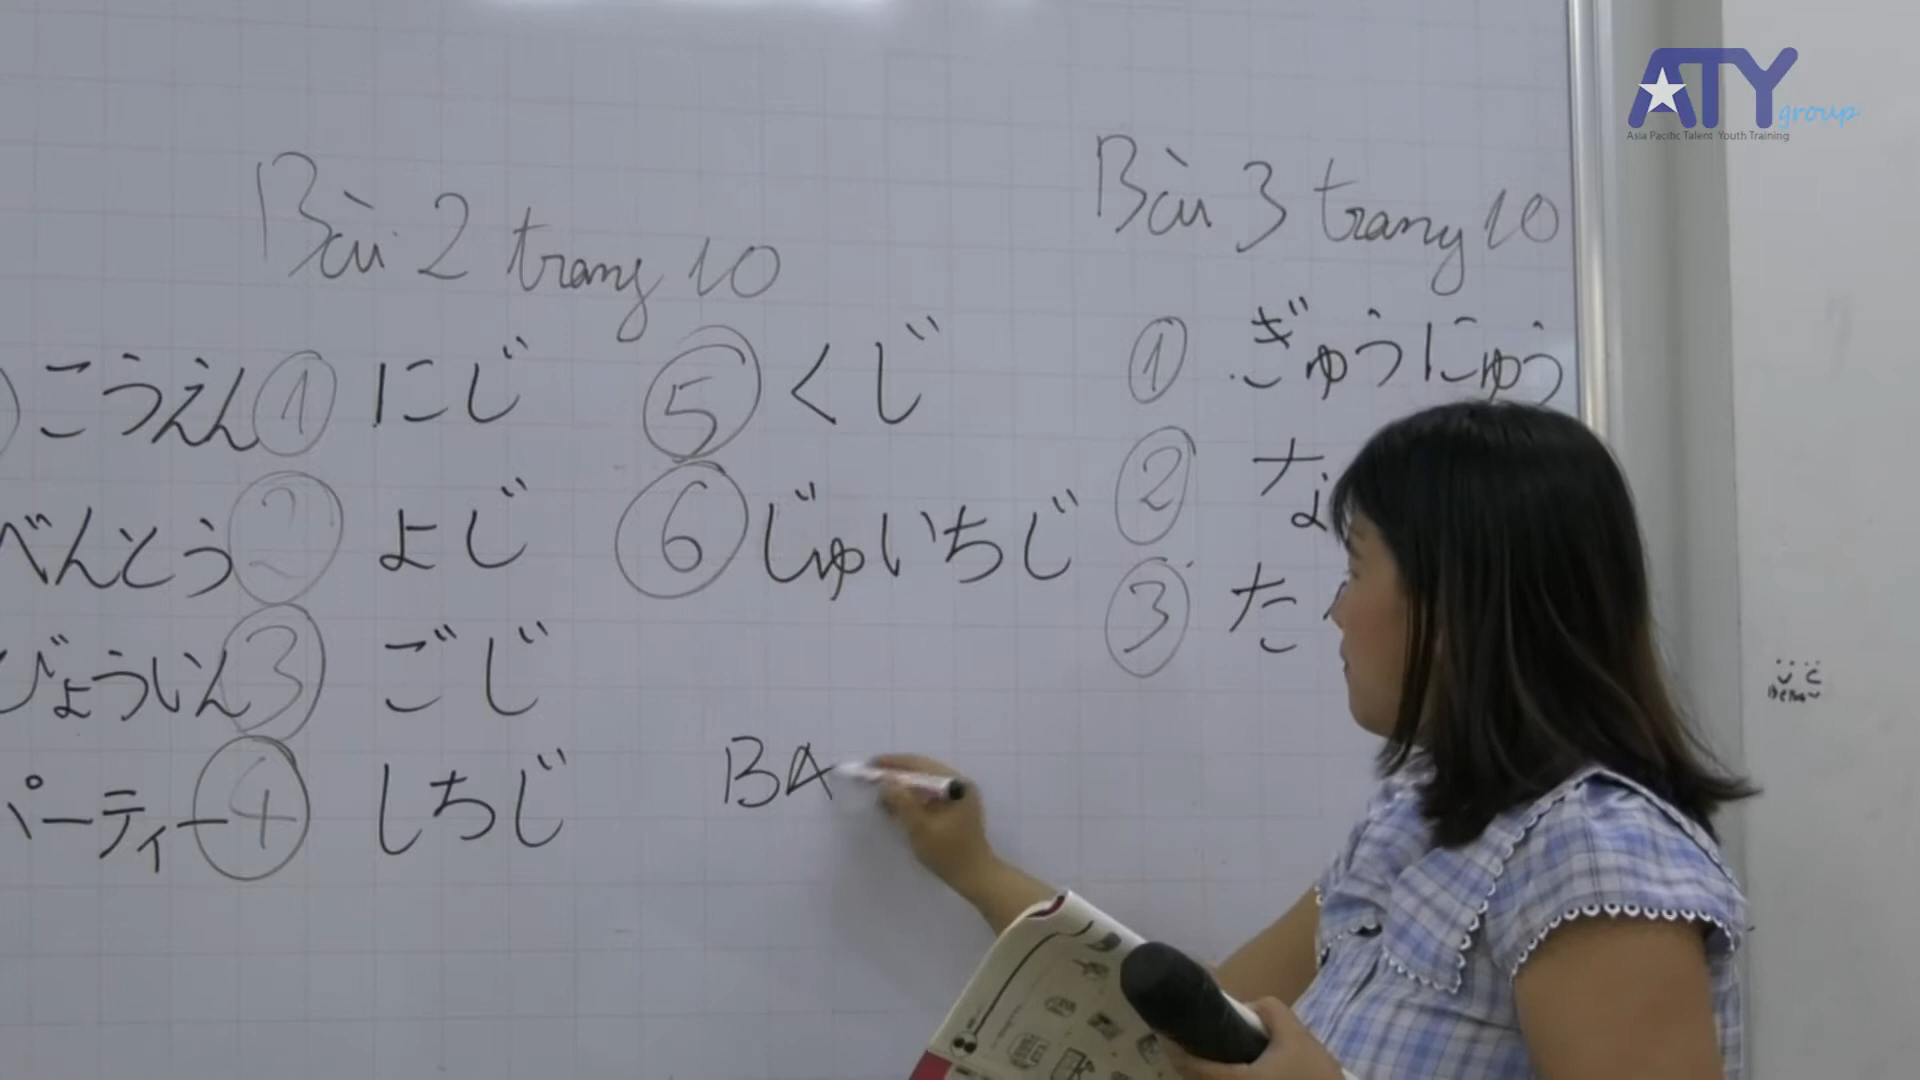 ATY group
Asia Pacific Talent Youth Training
Bài 2 trang 10
Bài 3 trang 10
こうえん
べんとう
びょういん
パーティー
① にじ
② よじ
③ ごじ
④ しちじ
⑤ くじ
⑥ じゅいちじ
① ぎゅうにゅう
② な
③ た
BA